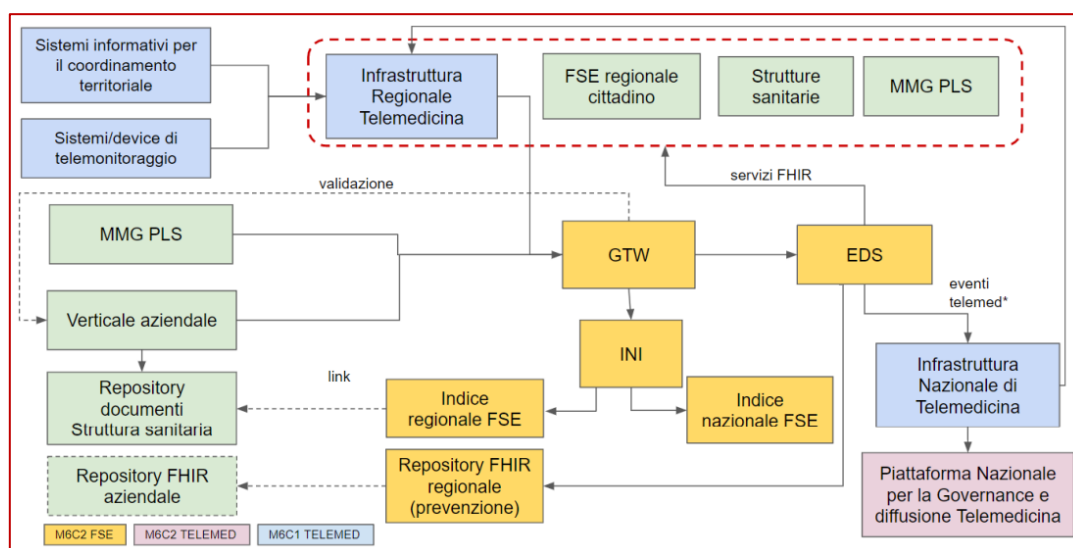 Sistemi informativi per
il coordinamento
territoriale
Sistemi/device di
telemonitoraggio
Infrastruttura
Regionale
Telemedicina
FSE regionale
cittadino
Strutture
sanitarie
MMG PLS
validazione
servizi FHIR
MMG PLS
GTW
EDS
eventi
telemed*
Verticale aziendale
INI
Infrastruttura
Nazionale di
Telemedicina
link
Repository
documenti
Struttura sanitaria
Indice
regionale FSE
Indice
nazionale FSE
Repository FHIR
aziendale
Repository FHIR
regionale
(prevenzione)
Piattaforma Nazionale
per la Governance e
diffusione Telemedicina
M6C2 FSE
M6C2 TELEMED
M6C1 TELEMED